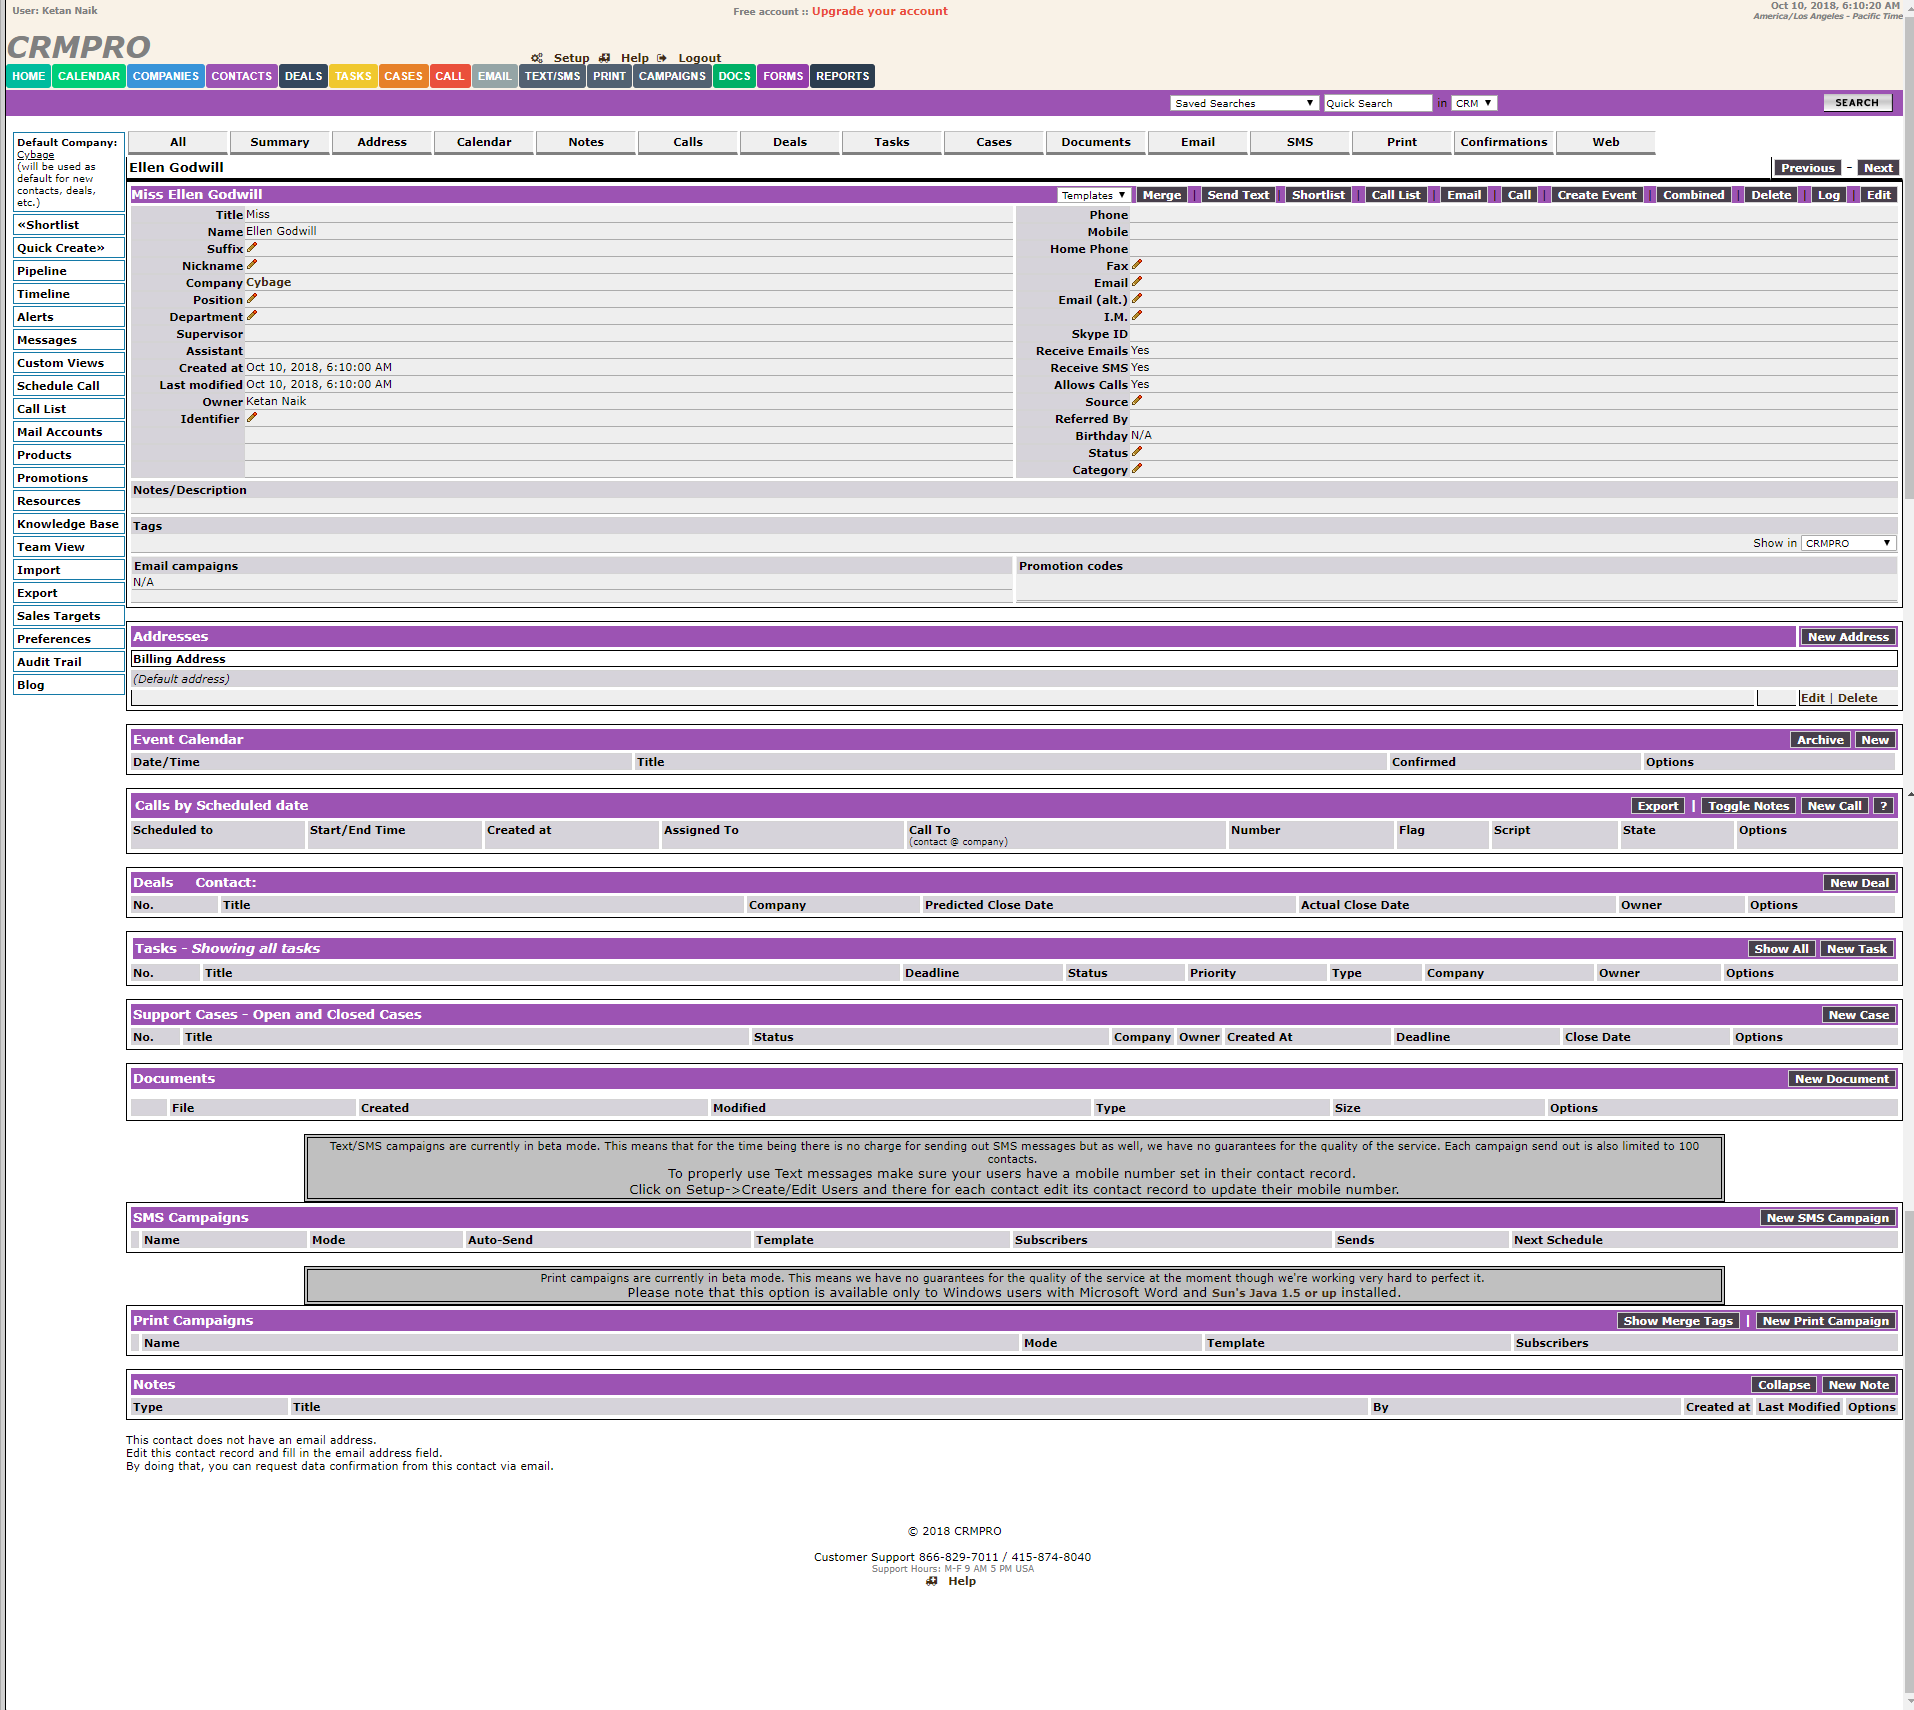 User: Ketan Naik
Free account :: Upgrade your account
Oct 10, 2018, 6:10:20 AM
America/Los Angeles - Pacific Time
CRMPRO
Setup Help Logout
HOME CALENDAR COMPANIES CONTACTS DEALS TASKS CASES CALL EMAIL TEXT/SMS PRINT CAMPAIGNS DOCS FORMS REPORTS
Saved Searches Quick Search in CRM SEARCH
Default Company:
Cybage
(will be used as
default for new
contacts, deals,
etc.)
«Shortlist
Quick Create»
Pipeline
Timeline
Alerts
Messages
Custom Views
Schedule Call
Call List
Mail Accounts
Products
Promotions
Resources
Knowledge Base
Team View
Import
Export
Sales Targets
Preferences
Audit Trail
Blog
All Summary Address Calendar Notes Calls Deals Tasks Cases Documents Email SMS Print Confirmations Web
Ellen Godwill Previous - Next
Miss Ellen Godwill Templates Merge | Send Text | Shortlist | Call List | Email | Call | Create Event | Combined | Delete | Log | Edit
Title Miss
Name Ellen Godwill
Suffix
Nickname
Company Cybage
Position
Department
Supervisor
Assistant
Created at Oct 10, 2018, 6:10:00 AM
Last modified Oct 10, 2018, 6:10:00 AM
Owner Ketan Naik
Identifier
Phone
Mobile
Home Phone
Fax
Email
Email (alt.)
I.M.
Skype ID
Receive Emails Yes
Receive SMS Yes
Allows Calls Yes
Source
Referred By
Birthday N/A
Status
Category
Notes/Description
Tags
Show in CRMPRO
Email campaigns
N/A
Promotion codes
Addresses New Address
Billing Address
(Default address)
Edit | Delete
Event Calendar Archive New
Date/Time Title Confirmed Options
Calls by Scheduled date Export | Toggle Notes New Call ?
Scheduled to Start/End Time Created at Assigned To Call To Number Flag Script State Options
(contact @ company)
Deals Contact: New Deal
No. Title Company Predicted Close Date Actual Close Date Owner Options
Tasks - Showing all tasks Show All New Task
No. Title Deadline Status Priority Type Company Owner Options
Support Cases - Open and Closed Cases New Case
No. Title Status Company Owner Created At Deadline Close Date Options
Documents New Document
File Created Modified Type Size Options
Text/SMS campaigns are currently in beta mode. This means that for the time being there is no charge for sending out SMS messages but as well, we have no guarantees for the quality of the service. Each campaign send out is also limited to 100
contacts.
To properly use Text messages make sure your users have a mobile number set in their contact record.
Click on Setup->Create/Edit Users and there for each contact edit its contact record to update their mobile number.
SMS Campaigns New SMS Campaign
Name Mode Auto-Send Template Subscribers Sends Next Schedule
Print campaigns are currently in beta mode. This means we have no guarantees for the quality of the service at the moment though we're working very hard to perfect it.
Please note that this option is available only to Windows users with Microsoft Word and Sun's Java 1.5 or up installed.
Print Campaigns Show Merge Tags | New Print Campaign
Name Mode Template Subscribers
Notes Collapse New Note
Type Title By Created at Last Modified Options
This contact does not have an email address.
Edit this contact record and fill in the email address field.
By doing that, you can request data confirmation from this contact via email.
© 2018 CRMPRO
Customer Support 866-829-7011 / 415-874-8040
Support Hours: M-F 9 AM 5 PM USA
Help